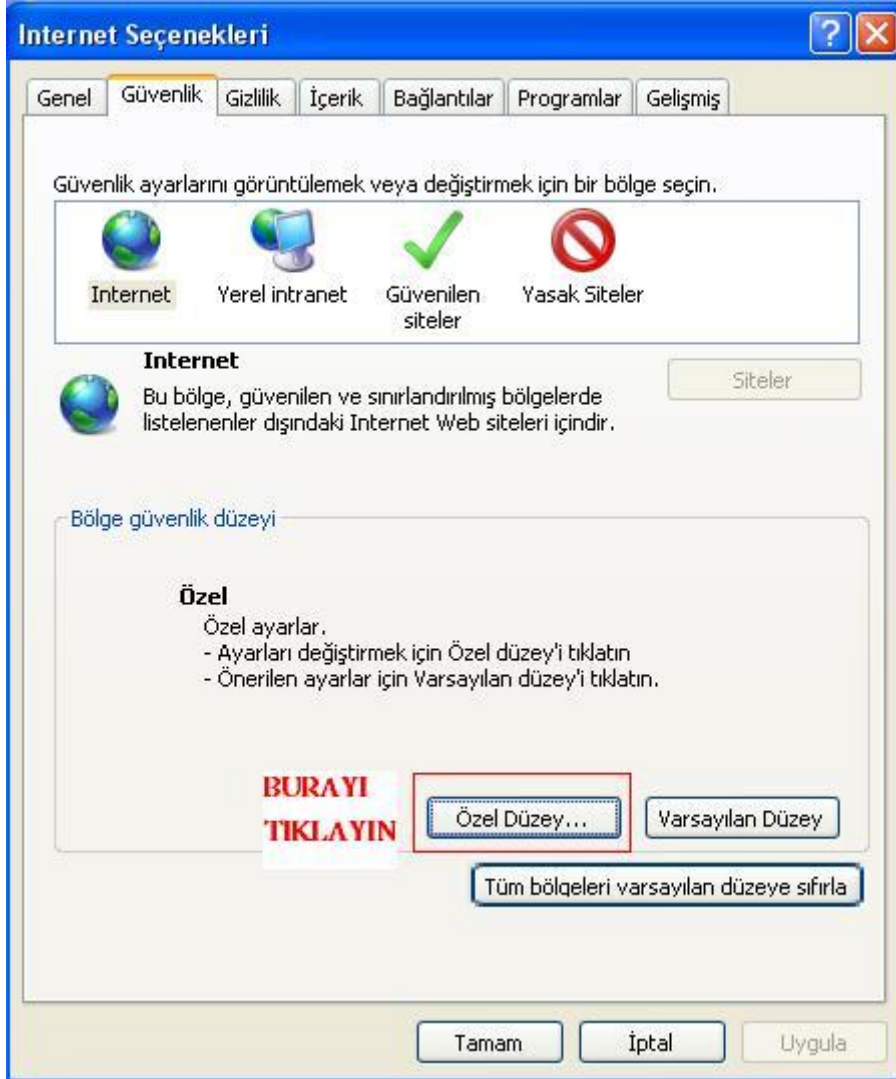 Internet Seçenekleri
Genel Güvenlik Gizlilik İçerik Bağlantılar Programlar Gelişmiş
Güvenlik ayarlarını görüntülemek veya değiştirmek için bir bölge seçin.
Internet Yerel intranet Güvenilen siteler Yasak Siteler
Internet
Siteler
Bu bölge, güvenilen ve sınırlandırılmış bölgelerde
listelenenler dışındaki Internet Web siteleri içindir.
Bölge güvenlik düzeyi
Özel
Özel ayarlar.
- Ayarları değiştirmek için Özel düzey'i tıklatın
- Önerilen ayarlar için Varsayılan düzey'i tıklatın.
BURAYI
TIKLAYIN
Özel Düzey... Varsayılan Düzey
Tüm bölgeleri varsayılan düzeye sıfırla
Tamam İptal Uygula